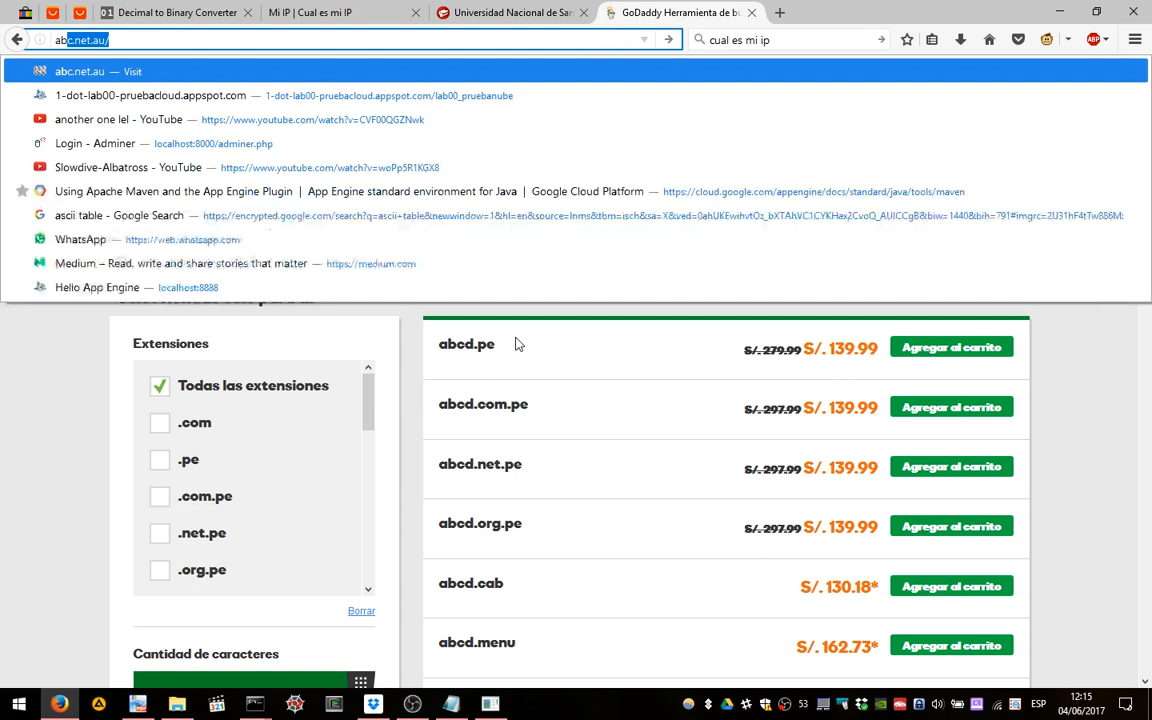 Decimal to Binary Converter
Mi IP | Cual es mi IP
Universidad Nacional de San
GoDaddy Herramienta de bu
abc.net.au/
cual es mi ip
ABP
abc.net.au — Visit
1-dot-lab00-pruebacloud.appspot.com — 1-dot-lab00-pruebacloud.appspot.com/lab00_pruebanube
another one lel - YouTube — https://www.youtube.com/watch?v=CVF00QGZNwk
Login - Adminer — localhost:8000/adminer.php
Slowdive-Albatross - YouTube — https://www.youtube.com/watch?v=woPp5R1KGX8
Using Apache Maven and the App Engine Plugin | App Engine standard environment for Java | Google Cloud Platform — https://cloud.google.com/appengine/docs/standard/java/tools/maven
ascii table - Google Search —
WhatsApp — https://web.whatsapp.com
Medium – Read, write and share stories that matter — https://medium.com
Hello App Engine — localhost:8888
Extensiones
Todas las extensiones
.com
.pe
.com.pe
.net.pe
.org.pe
Borrar
Cantidad de caracteres
abcd.pe S/. 279.99 S/. 139.99 Agregar al carrito
abcd.com.pe S/. 297.99 S/. 139.99 Agregar al carrito
abcd.net.pe S/. 297.99 S/. 139.99 Agregar al carrito
abcd.org.pe S/. 297.99 S/. 139.99 Agregar al carrito
abcd.cab S/. 130.18* Agregar al carrito
abcd.menu S/. 162.73* Agregar al carrito
53
ESP
12:15
04/06/2017